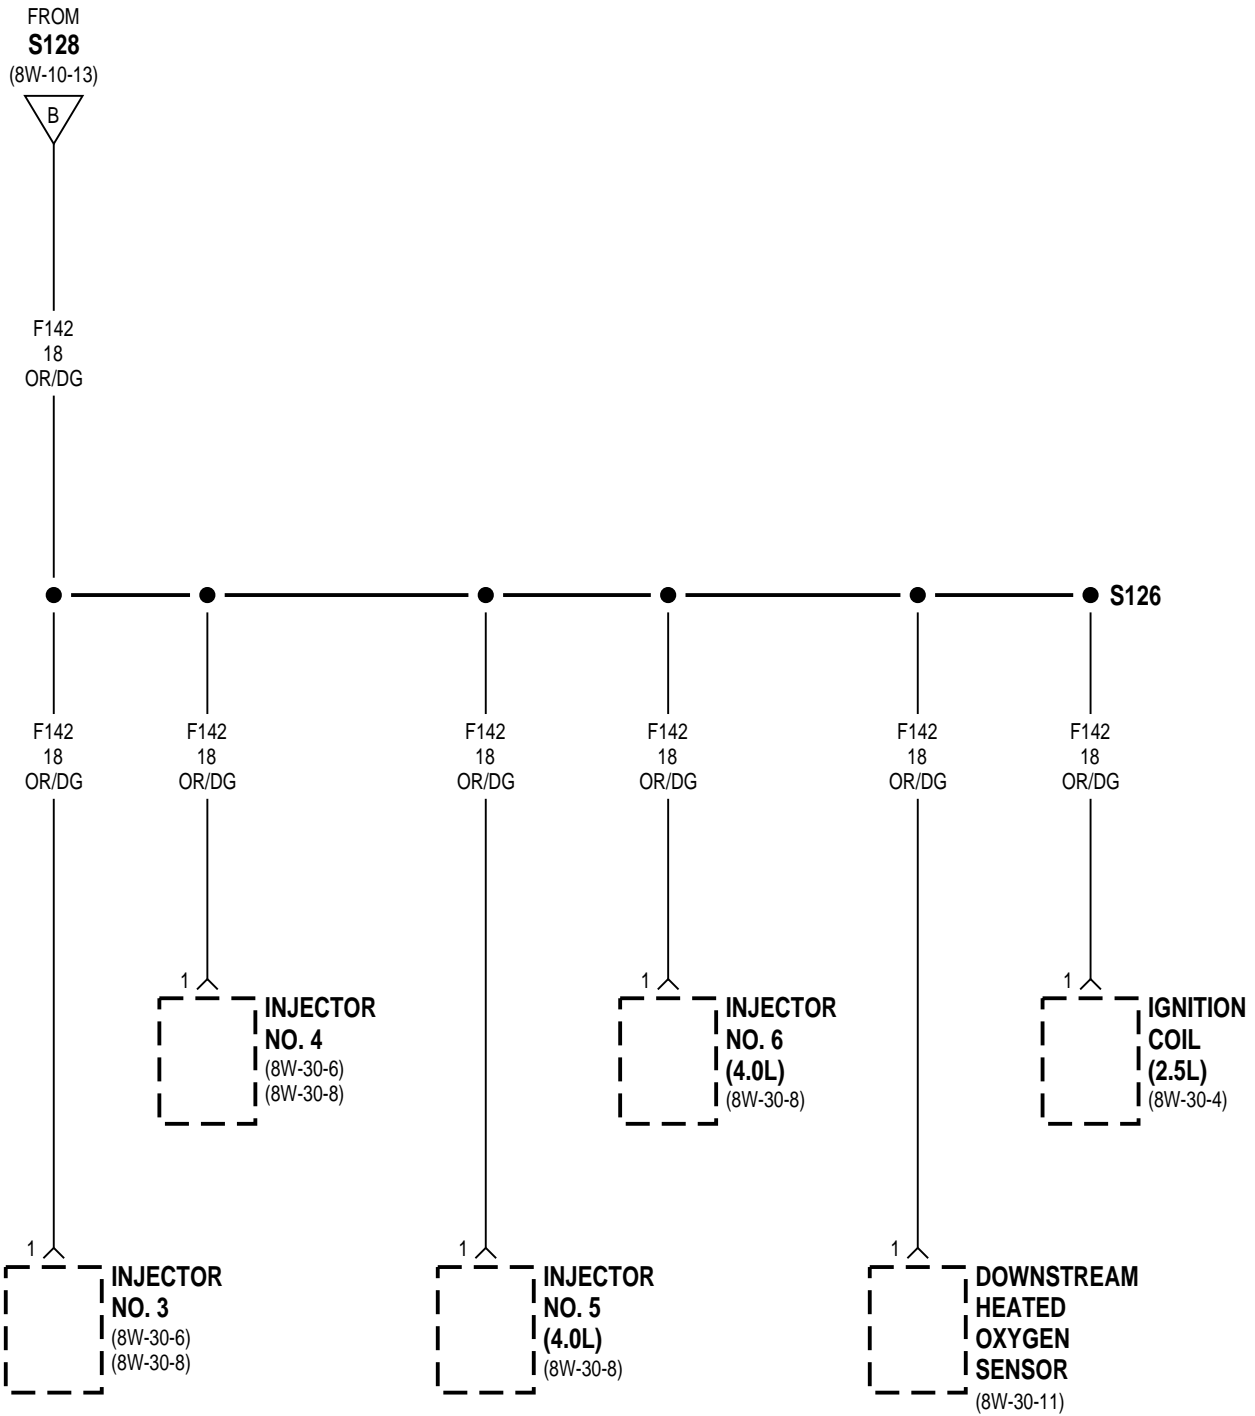 FROM
S128
(8W-10-13)
B
F142
18
OR/DG
S126
F142
18
OR/DG
F142
18
OR/DG
F142
18
OR/DG
F142
18
OR/DG
F142
18
OR/DG
F142
18
OR/DG
1
INJECTOR
NO. 4
(8W-30-6)
(8W-30-8)
1
INJECTOR
NO. 6
(4.0L)
(8W-30-8)
1
IGNITION
COIL
(2.5L)
(8W-30-4)
1
INJECTOR
NO. 3
(8W-30-6)
(8W-30-8)
1
INJECTOR
NO. 5
(4.0L)
(8W-30-8)
1
DOWNSTREAM
HEATED
OXYGEN
SENSOR
(8W-30-11)